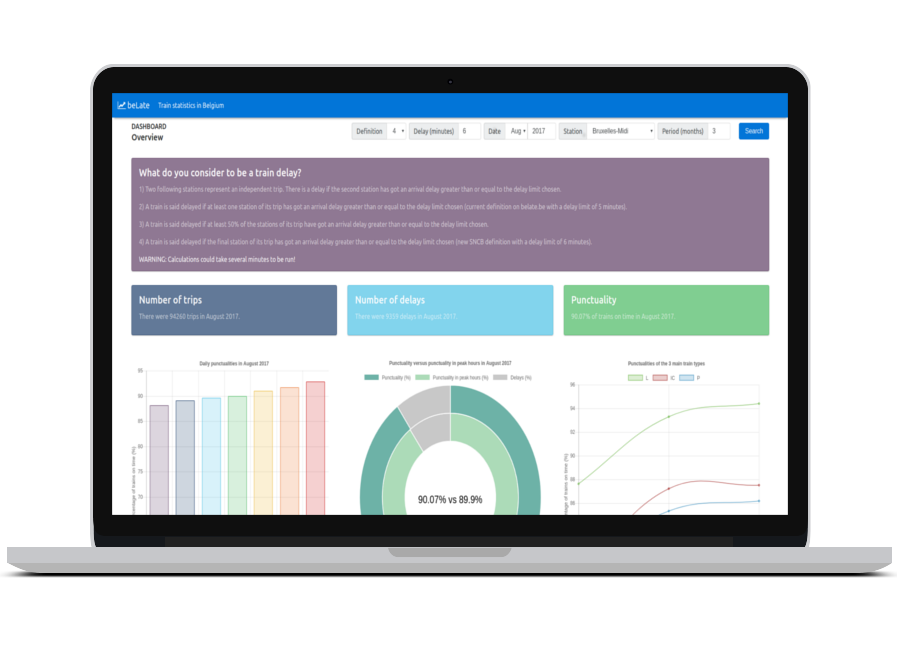 beLate Train statistics in Belgium
DASHBOARD
Overview
Definition 4 Delay (minutes) 6 Date Aug 2017 Station Bruxelles-Midi Period (months) 3 Search
What do you consider to be a train delay?
1) Two following stations represent an independent trip. There is a delay if the second station has got an arrival delay greater than or equal to the delay limit chosen.
2) A train is said delayed if at least one station of its trip has got an arrival delay greater than or equal to the delay limit chosen (current definition on belate.be with a delay limit of 5 minutes).
3) A train is said delayed if at least 50% of the stations of its trip have got an arrival delay greater than or equal to the delay limit chosen.
4) A train is said delayed if the final station of its trip has got an arrival delay greater than or equal to the delay limit chosen (new SNCB definition with a delay limit of 6 minutes).
WARNING: Calculations could take several minutes to be run!
Number of trips
There were 94260 trips in August 2017.
Number of delays
There were 9359 delays in August 2017.
Punctuality
90.07% of trains on time in August 2017.
Daily punctualities in August 2017
95
90
85
80
75
70
Punctuality versus punctuality in peak hours in August 2017
Punctuality (%) Punctuality in peak hours (%) Delays (%)
90.07% vs 89.9%
Punctualities of the 3 main train types
L IC P
96
94
92
90
88
86
of trains on time (%)